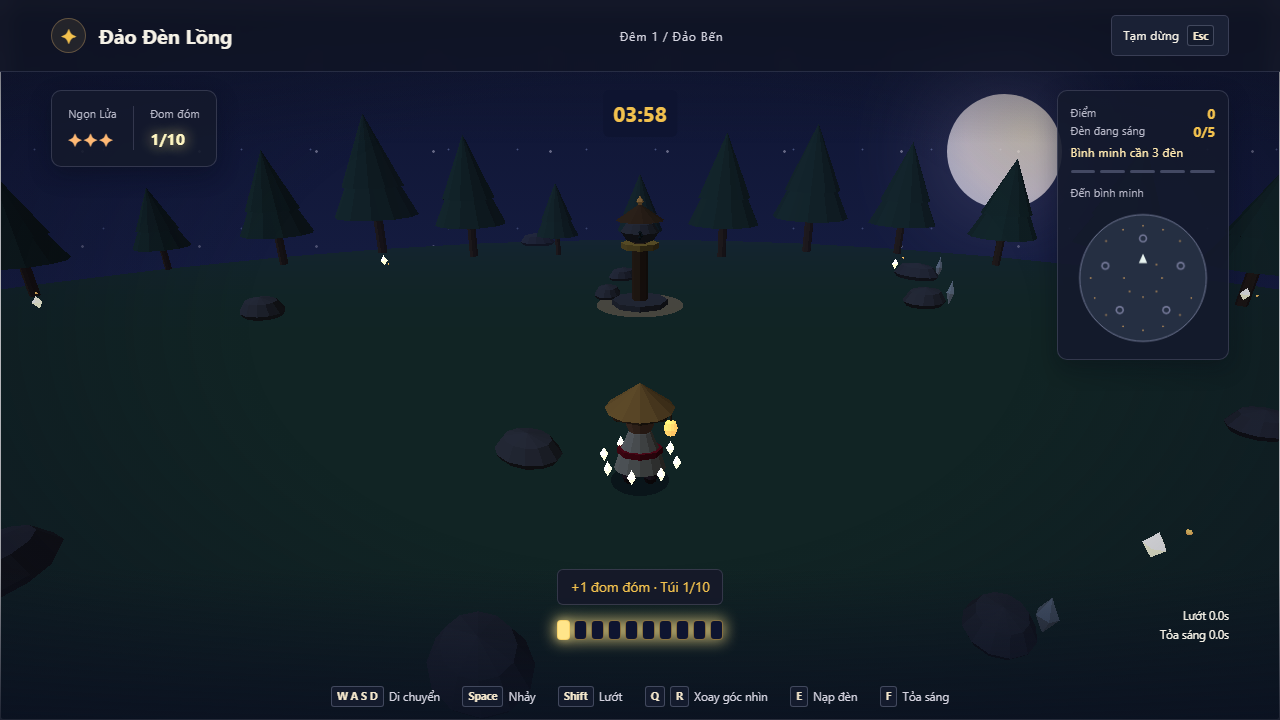 Đảo Đèn Lồng
Đêm 1 / Đảo Bến
Tạm dừng Esc
Ngọn Lửa
Đom đóm
1/10
03:58
Điểm 0
Đèn đang sáng 0/5
Bình minh cần 3 đèn
Đến bình minh
+1 đom đóm · Túi 1/10
Lướt 0.0s
Tỏa sáng 0.0s
W A S D Di chuyển Space Nhảy Shift Lướt Q R Xoay góc nhìn E Nạp đèn F Tỏa sáng